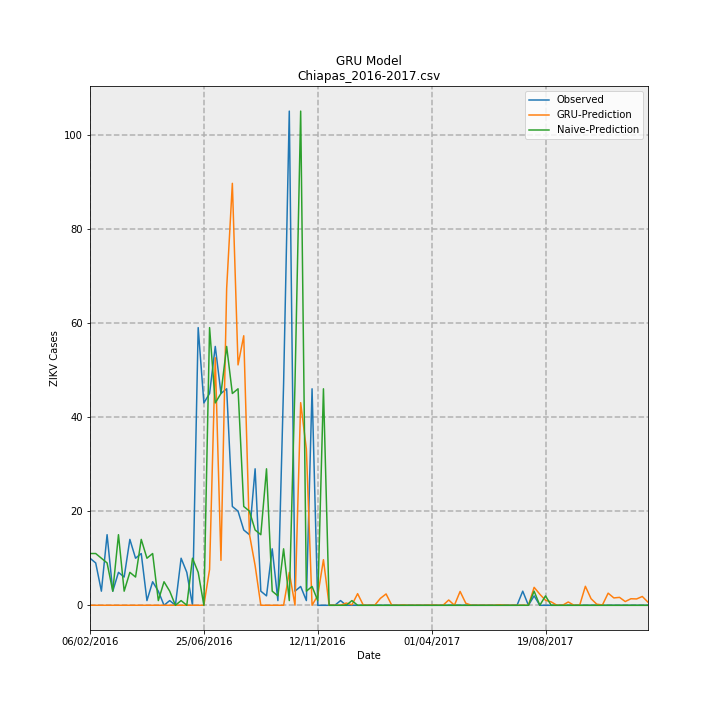 GRU Model
Chiapas_2016-2017.csv
Observed
GRU-Prediction
Naive-Prediction
ZIKV Cases
100
80
60
40
20
0
06/02/2016
25/06/2016
12/11/2016
01/04/2017
19/08/2017
Date